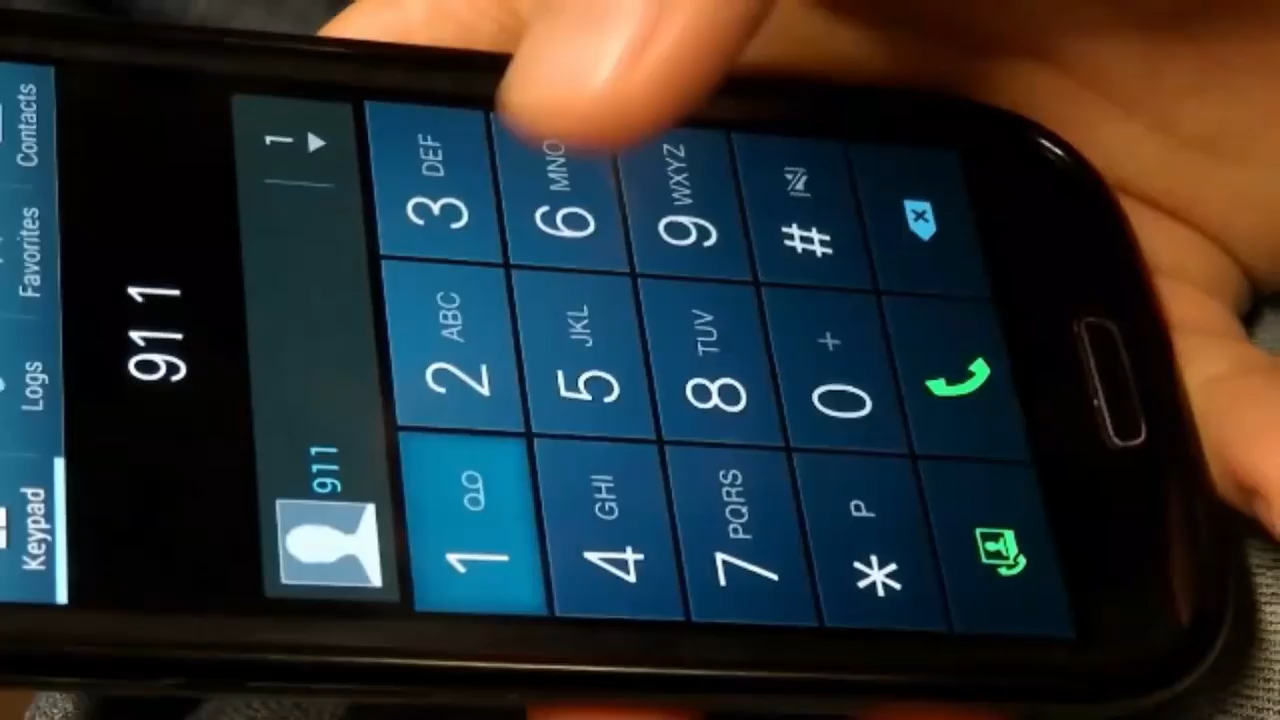 Keypad Logs Favorites Contacts
911
911 1
1 2 ABC 3 DEF
4 GHI 5 JKL 6 MNO
7 PQRS 8 TUV 9 WXYZ
* P 0 + #